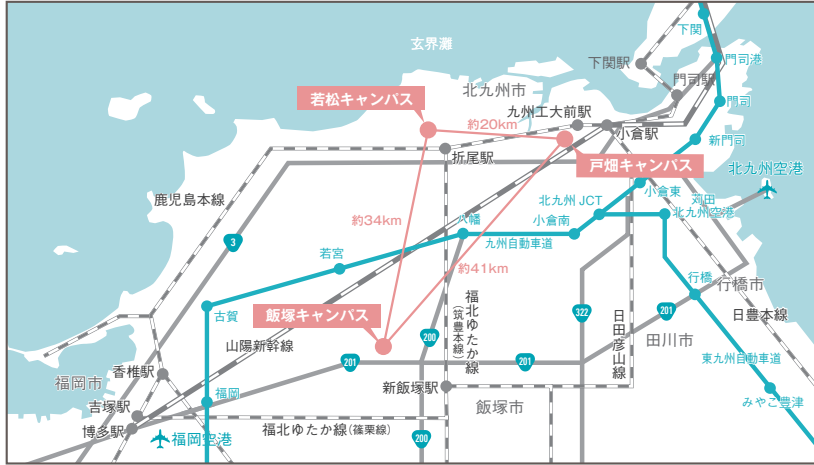 下関
玄界灘
門司港
下関駅
門司駅
北九州市
若松キャンパス
門司
九州工大前駅
約20km
小倉駅
新門司
折尾駅
戸畑キャンパス
北九州空港
小倉東
苅田
北九州空港
鹿児島本線
約34km
北九州JCT
八幡
小倉南
3
九州自動車道
若宮
約41km
行橋
行橋市
古賀
飯塚キャンパス
福北ゆたか線
(筑豊本線)
322
201
日田彦山線
日豊本線
200
山陽新幹線
田川市
201
201
東九州自動車道
香椎駅
福岡市
福岡
新飯塚駅
みやこ豊津
吉塚駅
飯塚市
博多駅
福岡空港
福北ゆたか線(篠栗線)
200